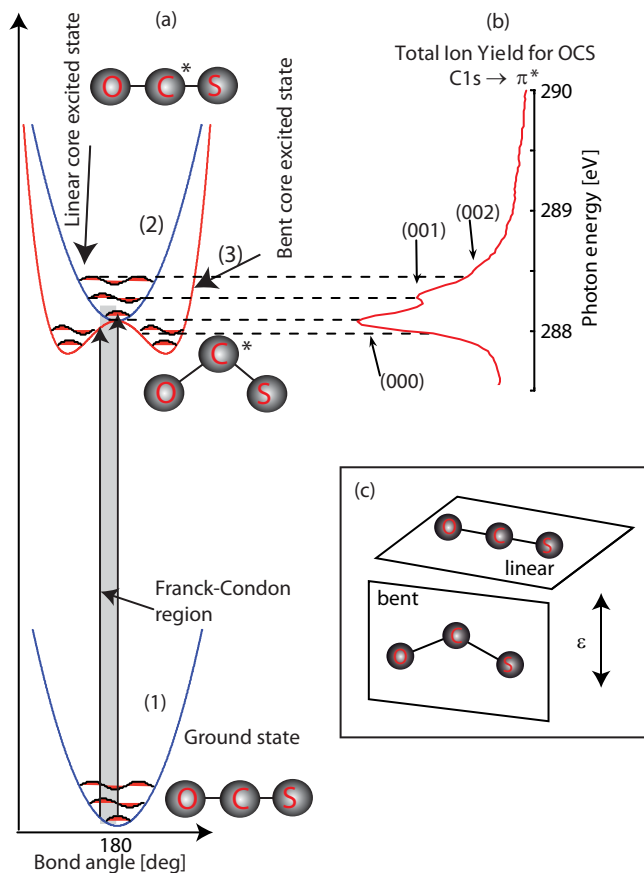 (a)
Linear core excited state
O C * S
Bent core excited state
(2)
(3)
O C * S
Franck-Condon
region
(1)
Ground state
O C S
180
Bond angle [deg]
(b)
Total Ion Yield for OCS
C1s → π*
290
289
288
Photon energy [eV]
(002)
(001)
(000)
(c)
O C S
linear
bent
O C S
ε